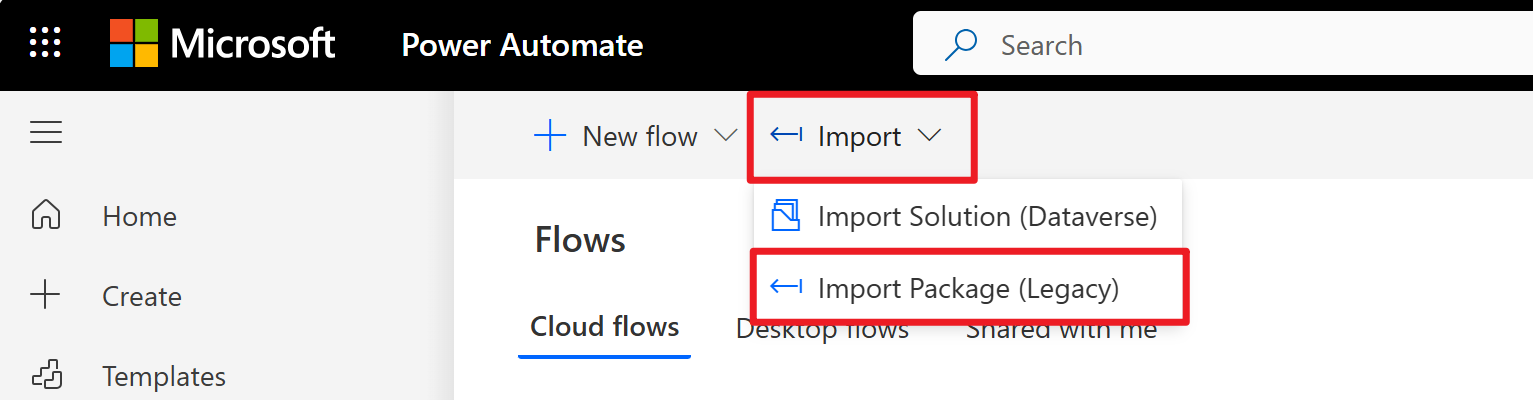 Microsoft Power Automate Search
New flow Import
Home
Import Solution (Dataverse)
Flows
Create
Import Package (Legacy)
Cloud flows Desktop flows Shared with me
Templates